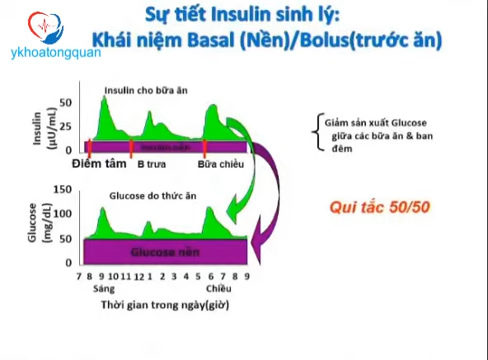 Sự tiết Insulin sinh lý:
Khái niệm Basal (Nền)/Bolus(trước ăn)
ykhoatongquan
Insulin cho bữa ăn
Insulin
(μU/mL)
50
25
0
Điểm tâm B trưa Bữa chiều
Giảm sản xuất Glucose
giữa các bữa ăn & ban
đêm
Qui tắc 50/50
Glucose do thức ăn
Glucose
(mg/dL)
150
100
50
0
Glucose nền
7 8 9 10 11 12 1 2 3 4 5 6 7 8 9
Sáng Chiều
Thời gian trong ngày(giờ)